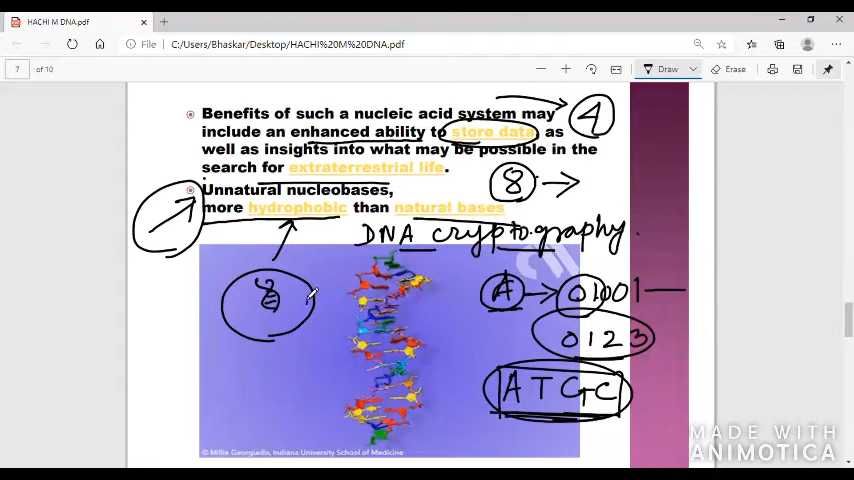 HACHI M DNA.pdf
File
C:/Users/Bhaskar/Desktop/HACHI%20M%20DNA.pdf
7 of 10
Draw
Erase
Benefits of such a nucleic acid system may
include an enhanced ability to store data, as
well as insights into what may be possible in the
search for extraterrestrial life.
Unnatural nucleobases,
more hydrophobic than natural bases
4
8
DNA cryptography.
8
A → 01001
0123
ATGC
© Millie Georgiadis, Indiana University School of Medicine
MADE WITH
ANIMOTICA